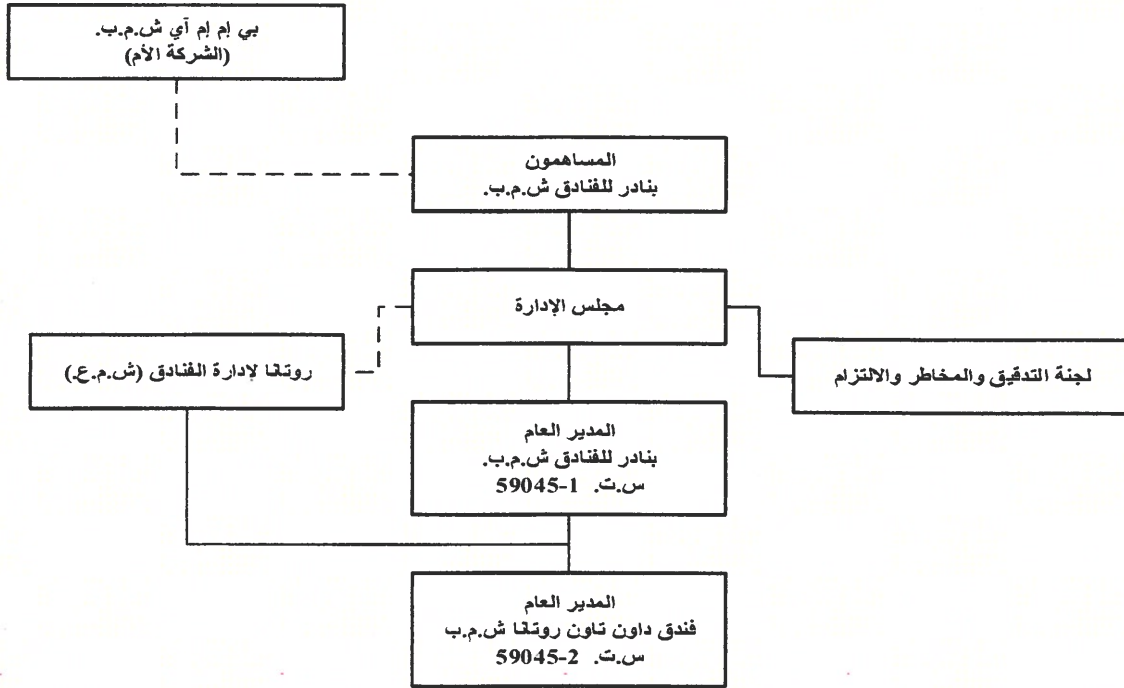 بي إم إم آي ش.م.ب.
(الشركة الأم)
المساهمون
بنادر للفنادق ش.م.ب.
مجلس الإدارة
روتانا لإدارة الفنادق (ش.م.ع.)
لجنة التدقيق والمخاطر والالتزام
المدير العام
بنادر للفنادق ش.م.ب.
س.ت. 1-59045
المدير العام
فندق داون تاون روتانا ش.م.ب
س.ت. 2-59045